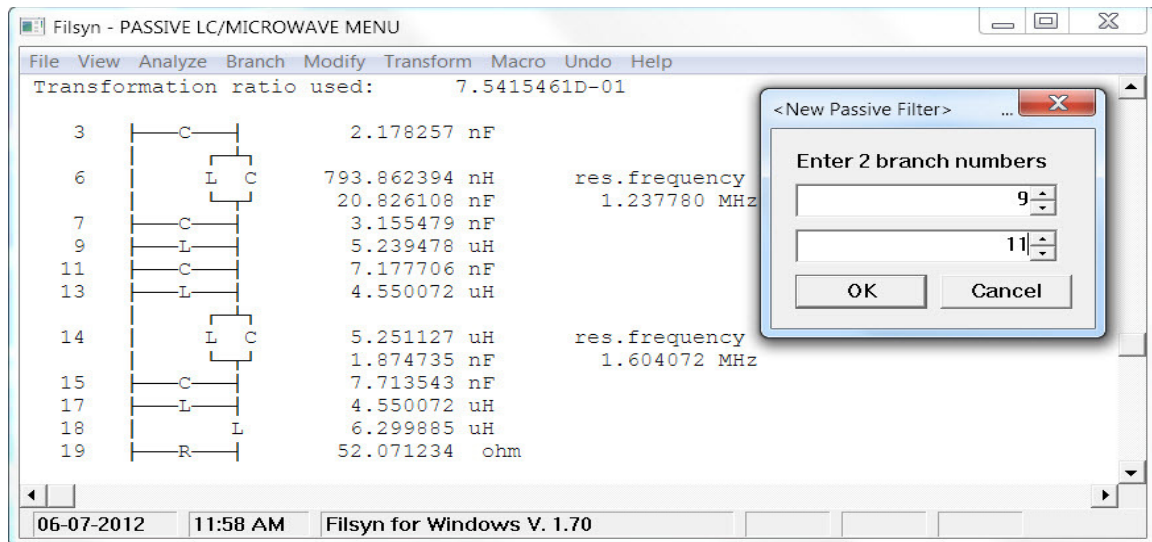 Filsyn - PASSIVE LC/MICROWAVE MENU
File View Analyze Branch Modify Transform Macro Undo Help
Transformation ratio used: 7.5415461D-01
3 C 2.178257 nF
6 L C 793.862394 nH res.frequency
20.826108 nF 1.237780 MHz
7 C 3.155479 nF
9 L 5.239478 uH
11 C 7.177706 nF
13 L 4.550072 uH
14 L C 5.251127 uH res.frequency
1.874735 nF 1.604072 MHz
15 C 7.713543 nF
17 L 4.550072 uH
18 L 6.299885 uH
19 R 52.071234 ohm
<New Passive Filter> ...
Enter 2 branch numbers
9
11
OK Cancel
06-07-2012 11:58 AM Filsyn for Windows V. 1.70